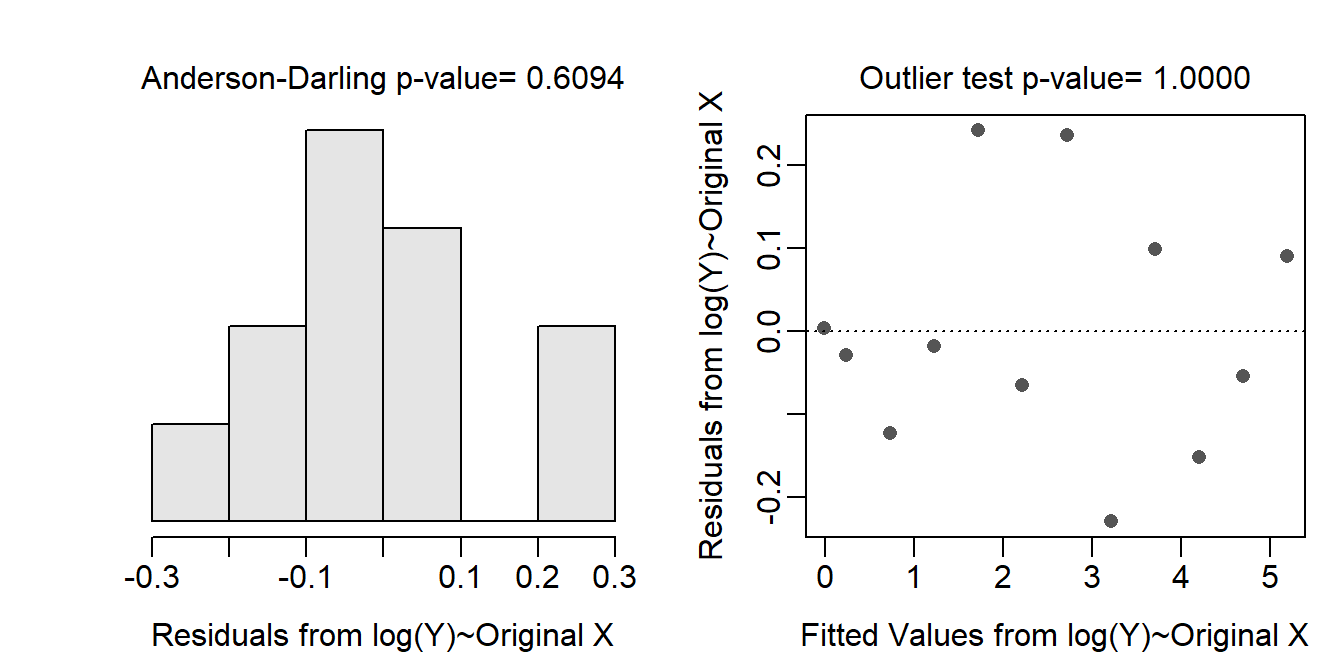 Anderson-Darling p-value= 0.6094
-0.3 -0.1 0.1 0.2 0.3
Residuals from log(Y)~Original X
Outlier test p-value= 1.0000
Residuals from log(Y)~Original X
0.2
0.1
0.0
-0.2
0 1 2 3 4 5
Fitted Values from log(Y)~Original X